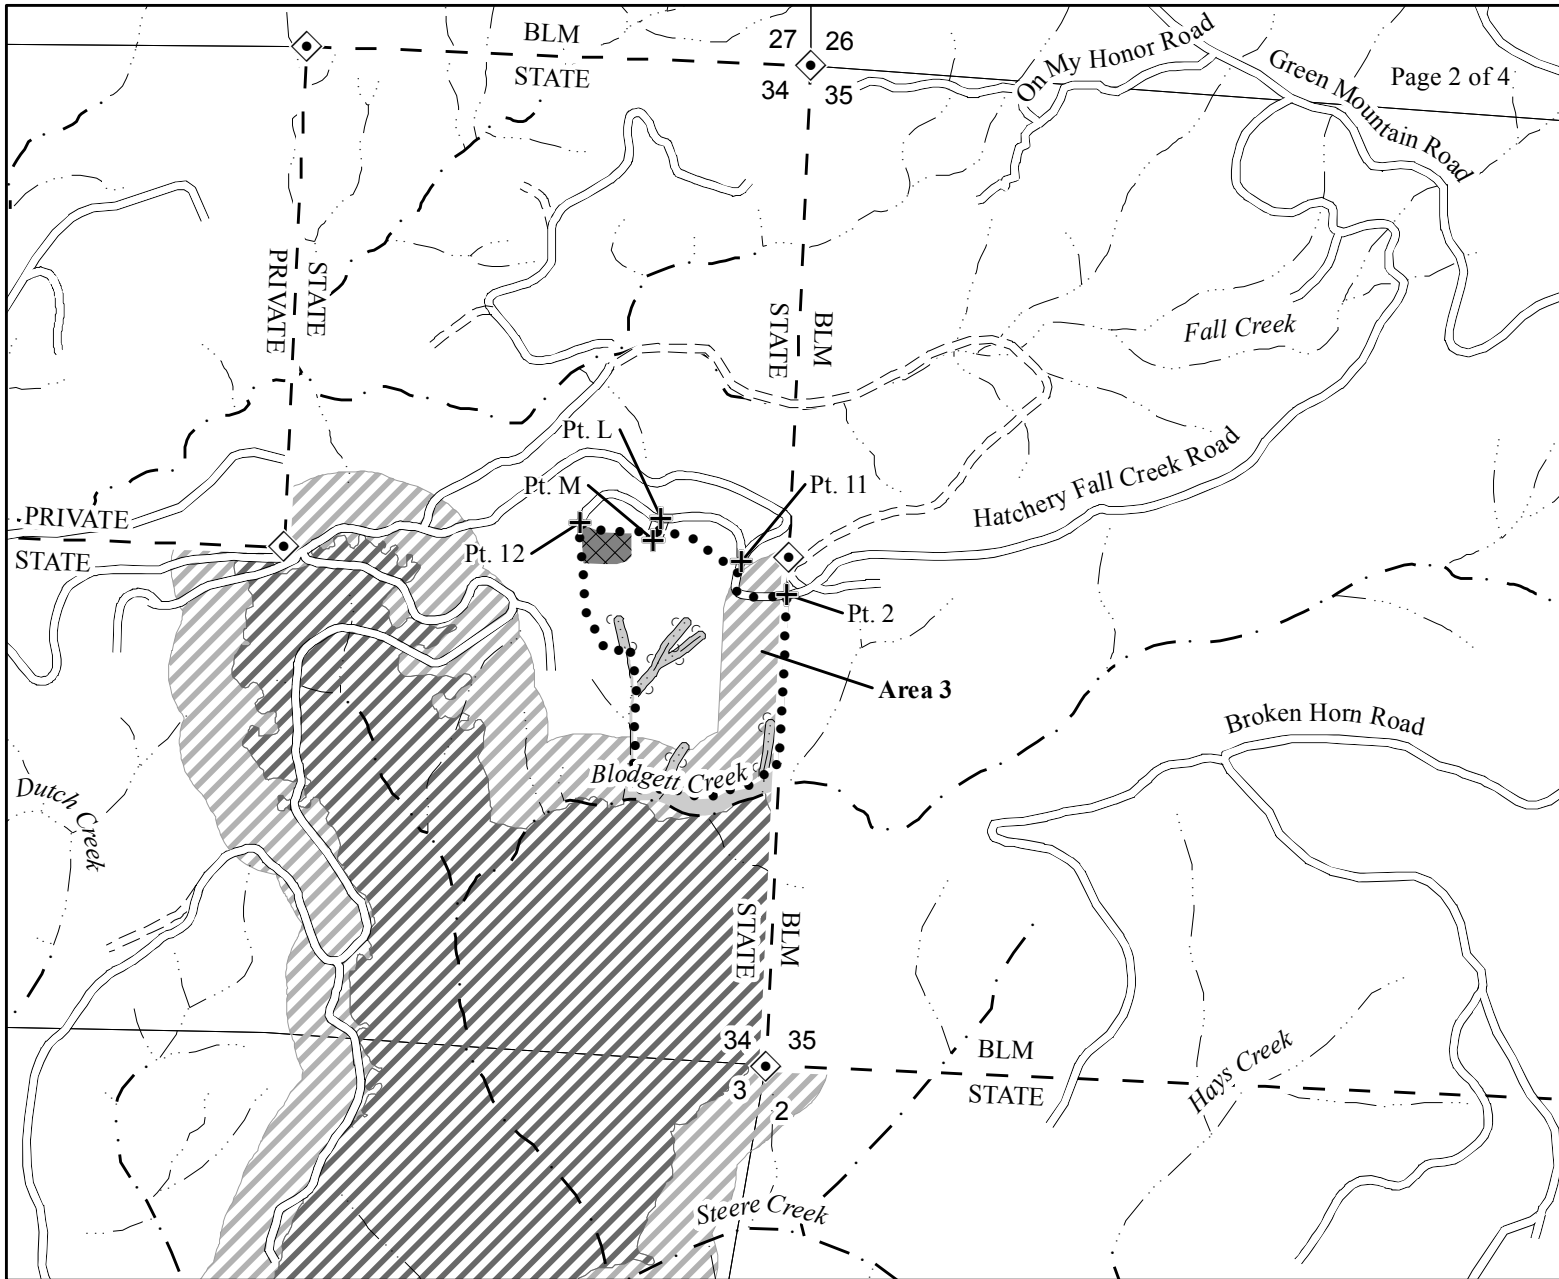 BLM
STATE
27 26
34 35
On My Honor Road
Green Mountain Road
Page 2 of 4
PRIVATE
STATE
STATE
BLM
Fall Creek
Hatchery Fall Creek Road
Pt. L
Pt. M
Pt. 11
Pt. 12
Pt. 2
PRIVATE
STATE
Area 3
Broken Horn Road
Blodgett Creek
Dutch Creek
STATE
BLM
34 35
3
2
BLM
STATE
Hays Creek
Steere Creek